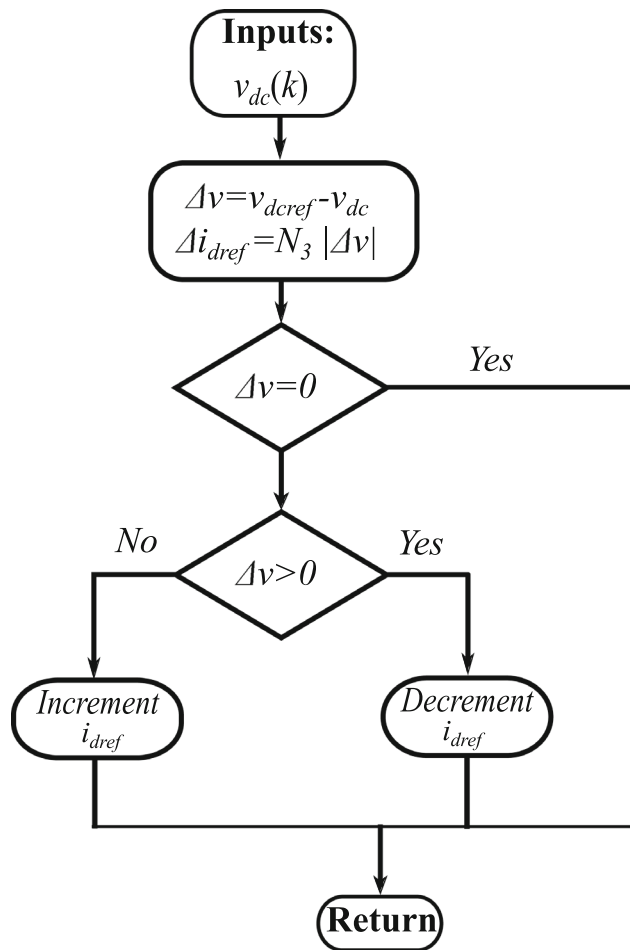 Inputs:
v_dc(k)
Δv=v_dcref-v_dc
Δi_dref=N_3 |Δv|
Δv=0
Yes
Δv>0
No
Yes
Increment
i_dref
Decrement
i_dref
Return